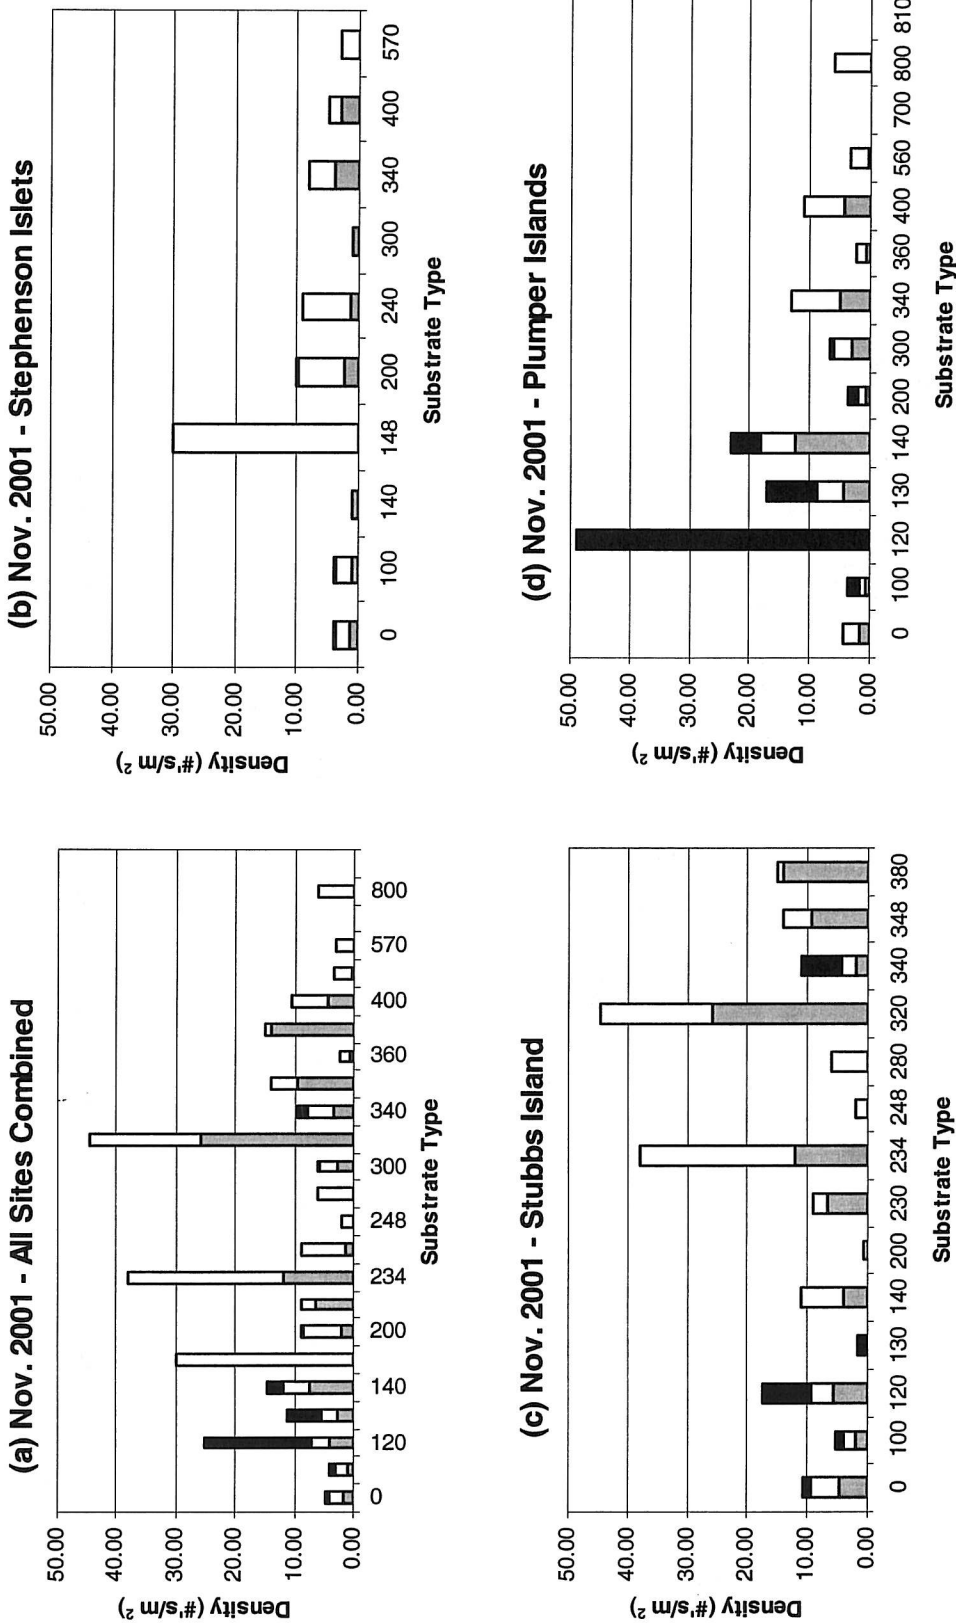 (a) Nov. 2001 - All Sites Combined
Density (#'s/m²)
50.00
40.00
30.00
20.00
10.00
0.00
0 120 140 200 234 248 300 340 360 400 570 800
Substrate Type
(b) Nov. 2001 - Stephenson Islets
Density (#'s/m²)
50.00
40.00
30.00
20.00
10.00
0.00
0 100 140 148 200 240 300 340 400 570
Substrate Type
(c) Nov. 2001 - Stubbs Island
Density (#'s/m²)
50.00
40.00
30.00
20.00
10.00
0.00
0 100 120 130 140 200 230 234 248 280 320 340 348 380
Substrate Type
(d) Nov. 2001 - Plumper Islands
Density (#'s/m²)
50.00
40.00
30.00
20.00
10.00
0.00
0 100 120 130 140 200 300 340 360 400 560 700 800 810
Substrate Type